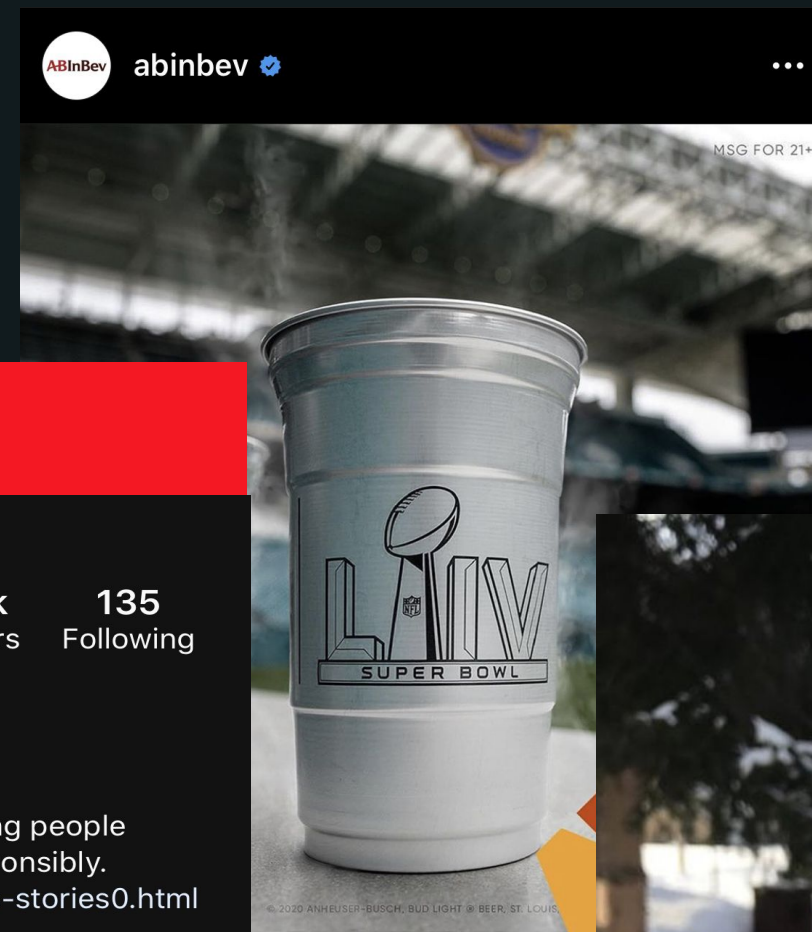 ABInBev
abinbev
MSG FOR 21+
LIV
NFL
SUPER BOWL
k
135
rs
Following
ng people
onsibly.
-stories0.html
© 2020 ANHEUSER-BUSCH, BUD LIGHT ® BEER, ST. LOUIS,